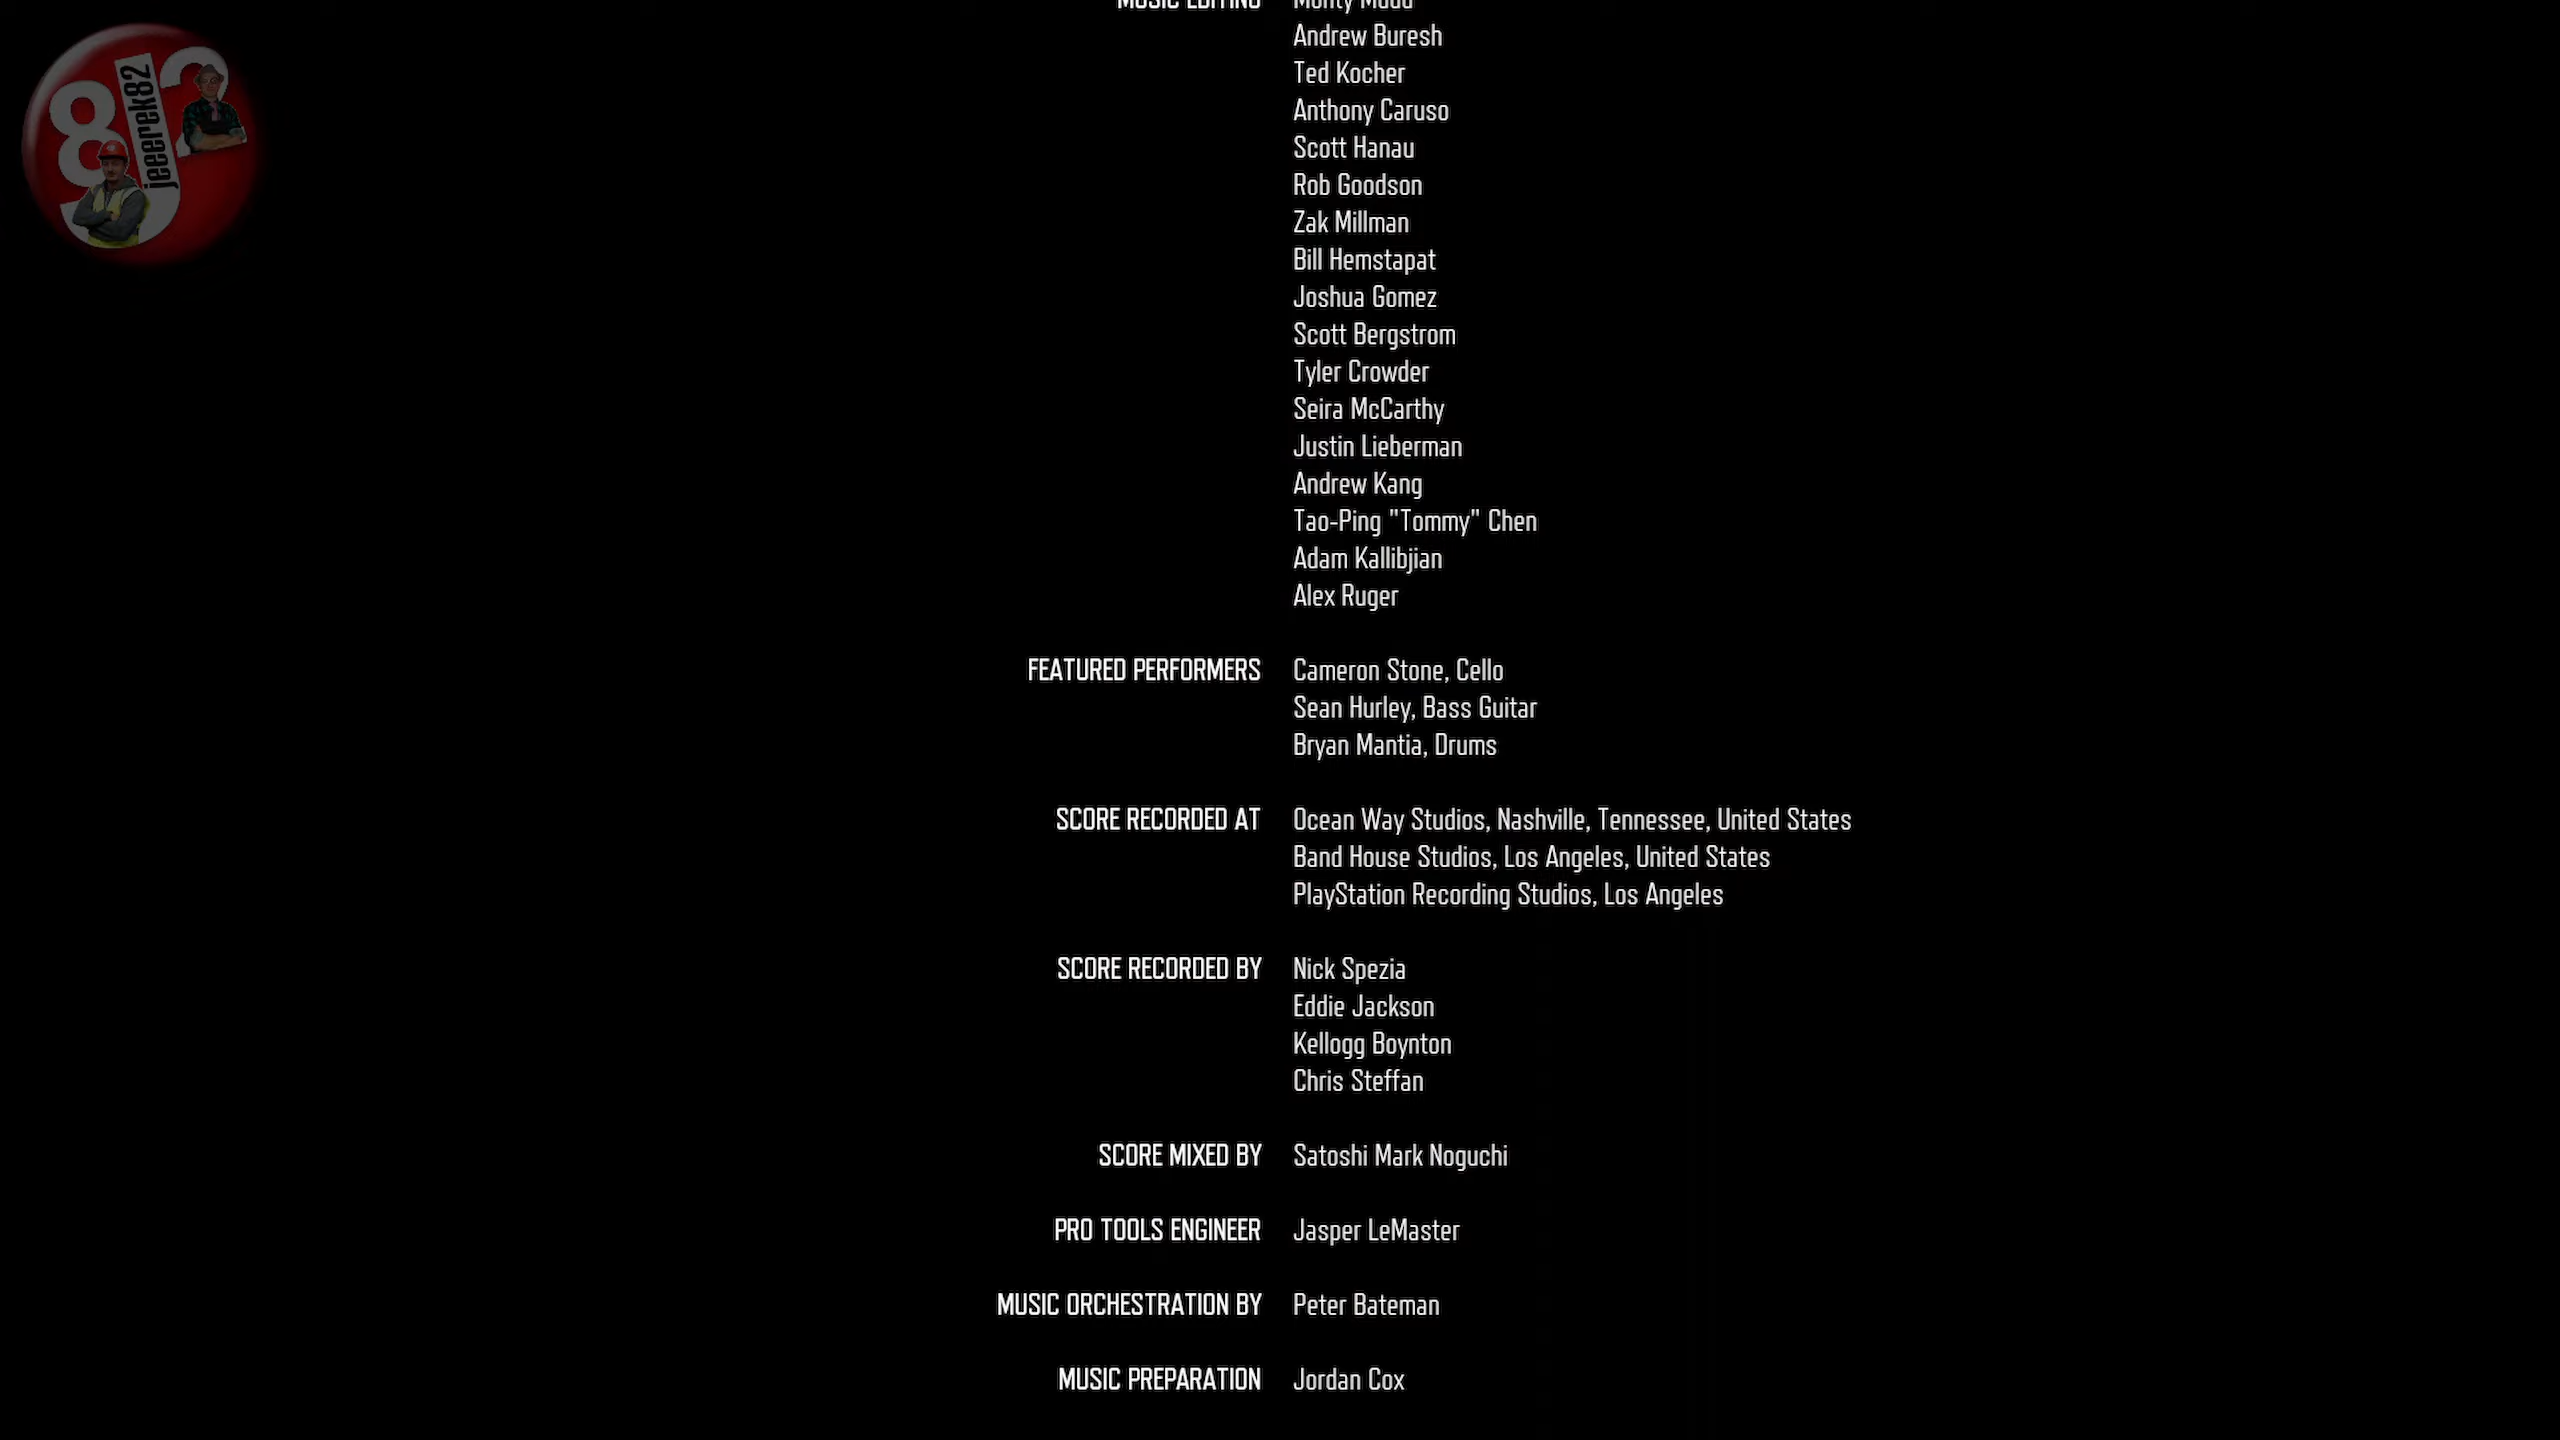 MUSIC EDITING Monty Mudd
Andrew Buresh
Ted Kocher
Anthony Caruso
Scott Hanau
Rob Goodson
Zak Millman
Bill Hemstapat
Joshua Gomez
Scott Bergstrom
Tyler Crowder
Seira McCarthy
Justin Lieberman
Andrew Kang
Tao-Ping "Tommy" Chen
Adam Kallibjian
Alex Ruger
FEATURED PERFORMERS Cameron Stone, Cello
Sean Hurley, Bass Guitar
Bryan Mantia, Drums
SCORE RECORDED AT Ocean Way Studios, Nashville, Tennessee, United States
Band House Studios, Los Angeles, United States
PlayStation Recording Studios, Los Angeles
SCORE RECORDED BY Nick Spezia
Eddie Jackson
Kellogg Boynton
Chris Steffan
SCORE MIXED BY Satoshi Mark Noguchi
PRO TOOLS ENGINEER Jasper LeMaster
MUSIC ORCHESTRATION BY Peter Bateman
MUSIC PREPARATION Jordan Cox
82
jeeerek82